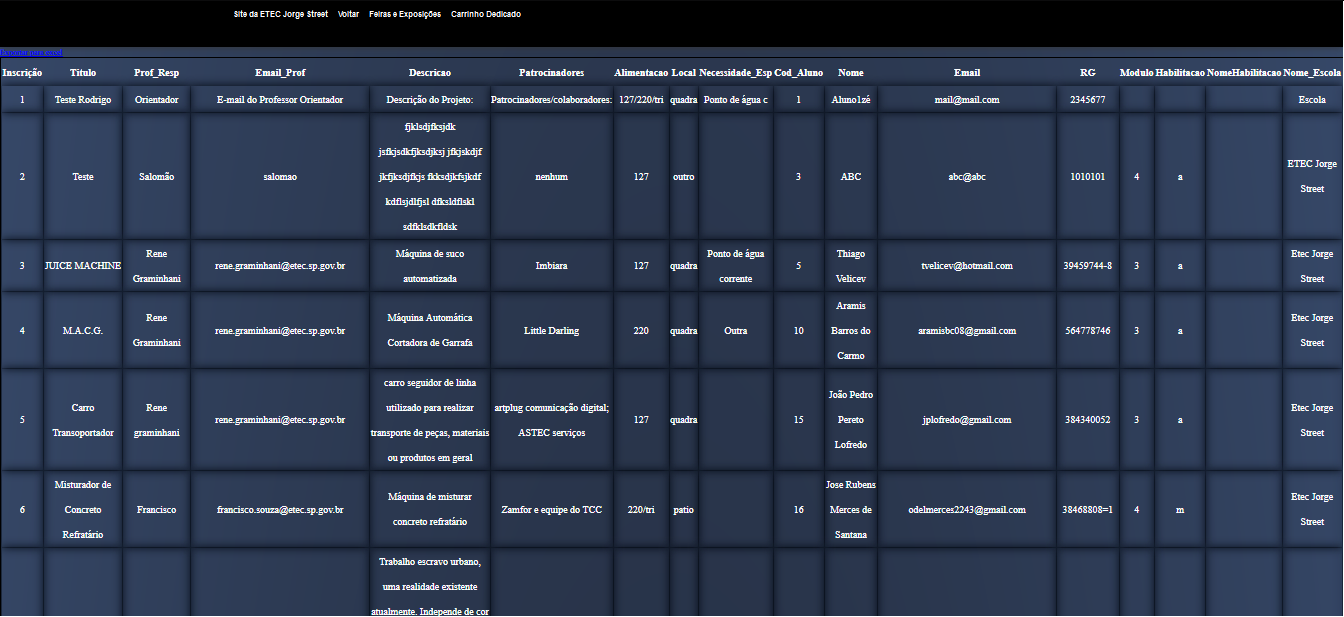 Site da ETEC Jorge Street Voltar Feiras e Exposições Carrinho Dedicado
Exportar para excel
Inscrição Titulo Prof_Resp Email_Prof Descricao Patrocinadores Alimentacao Local Necessidade_Esp Cod_Aluno Nome Email RG Modulo Habilitacao NomeHabilitacao Nome_Escola
1 Teste Rodrigo Orientador E-mail do Professor Orientador Descrição do Projeto: Patrocinadores/colaboradores: 127/220/tri quadra Ponto de água c 1 Aluno1zé mail@mail.com 2345677 Escola
2 Teste Salomão salomao
fjklsdjfksjdk
jsfkjsdkfjksdjksj jfkjskdjf
jkfjksdjfkjs fkksdjkfsjkdf
kdflsjdlfjsl dfksldflskl
sdfklsdkfldsk
nenhum 127 outro 3 ABC abc@abc 1010101 4 a
ETEC Jorge
Street
3 JUICE MACHINE
Rene
Graminhani
rene.graminhani@etec.sp.gov.br
Máquina de suco
automatizada
Imbiara 127 quadra
Ponto de água
corrente
5
Thiago
Velicev
tvelicev@hotmail.com 39459744-8 3 a
Etec Jorge
Street
4 M.A.C.G.
Rene
Graminhani
rene.graminhani@etec.sp.gov.br
Máquina Automática
Cortadora de Garrafa
Little Darling 220 quadra Outra 10
Aramis
Barros do
Carmo
aramisbc08@gmail.com 564778746 3 a
Etec Jorge
Street
5
Carro
Transoportador
Rene
graminhani
rene.graminhani@etec.sp.gov.br
carro seguidor de linha
utilizado para realizar
transporte de peças, materiais
ou produtos em geral
artplug comunicação digital;
ASTEC serviços
127 quadra 15
João Pedro
Pereto
Lofredo
jplofredo@gmail.com 384340052 3 a
Etec Jorge
Street
6
Misturador de
Concreto
Refratário
Francisco francisco.souza@etec.sp.gov.br
Máquina de misturar
concreto refratário
Zamfor e equipe do TCC 220/tri patio 16
Jose Rubens
Merces de
Santana
odelmerces2243@gmail.com 38468808=1 4 m
Etec Jorge
Street
Trabalho escravo urbano,
uma realidade existente
atualmente. Independe de cor